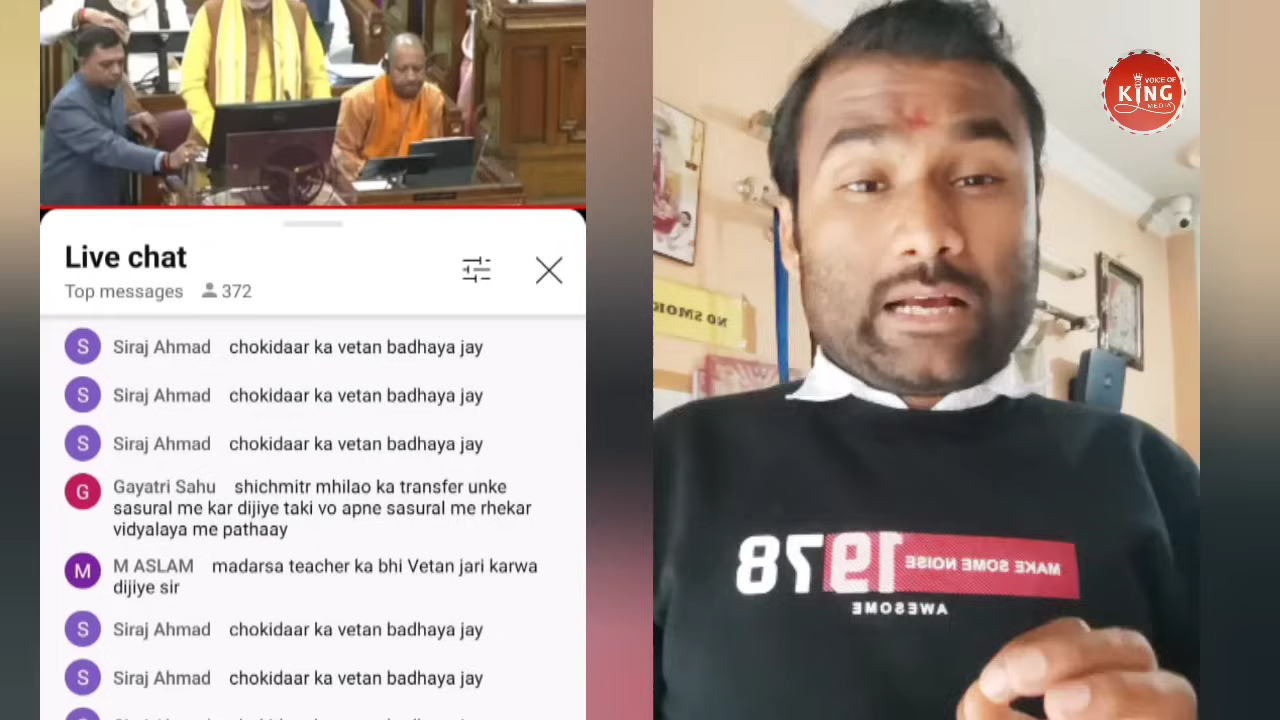 Live chat
Top messages 372
S Siraj Ahmad chokidaar ka vetan badhaya jay
S Siraj Ahmad chokidaar ka vetan badhaya jay
S Siraj Ahmad chokidaar ka vetan badhaya jay
G Gayatri Sahu shichmitr mhilao ka transfer unke
sasural me kar dijiye taki vo apne sasural me rhekar
vidyalaya me pathaay
M M ASLAM madarsa teacher ka bhi Vetan jari karwa
dijiye sir
S Siraj Ahmad chokidaar ka vetan badhaya jay
S Siraj Ahmad chokidaar ka vetan badhaya jay
VOICE OF
KING
MEDIA
NO SMOK
1978
MAKE SOME NOISE
AWESOME